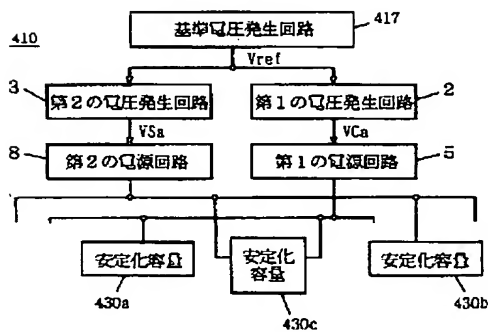 410
基準電圧発生回路
417
Vref
3
第2の電圧発生回路
第1の電圧発生回路
2
VSa
VCa
8
第2の電源回路
第1の電源回路
5
安定化容量
安定化
容量
安定化容量
430a
430c
430b